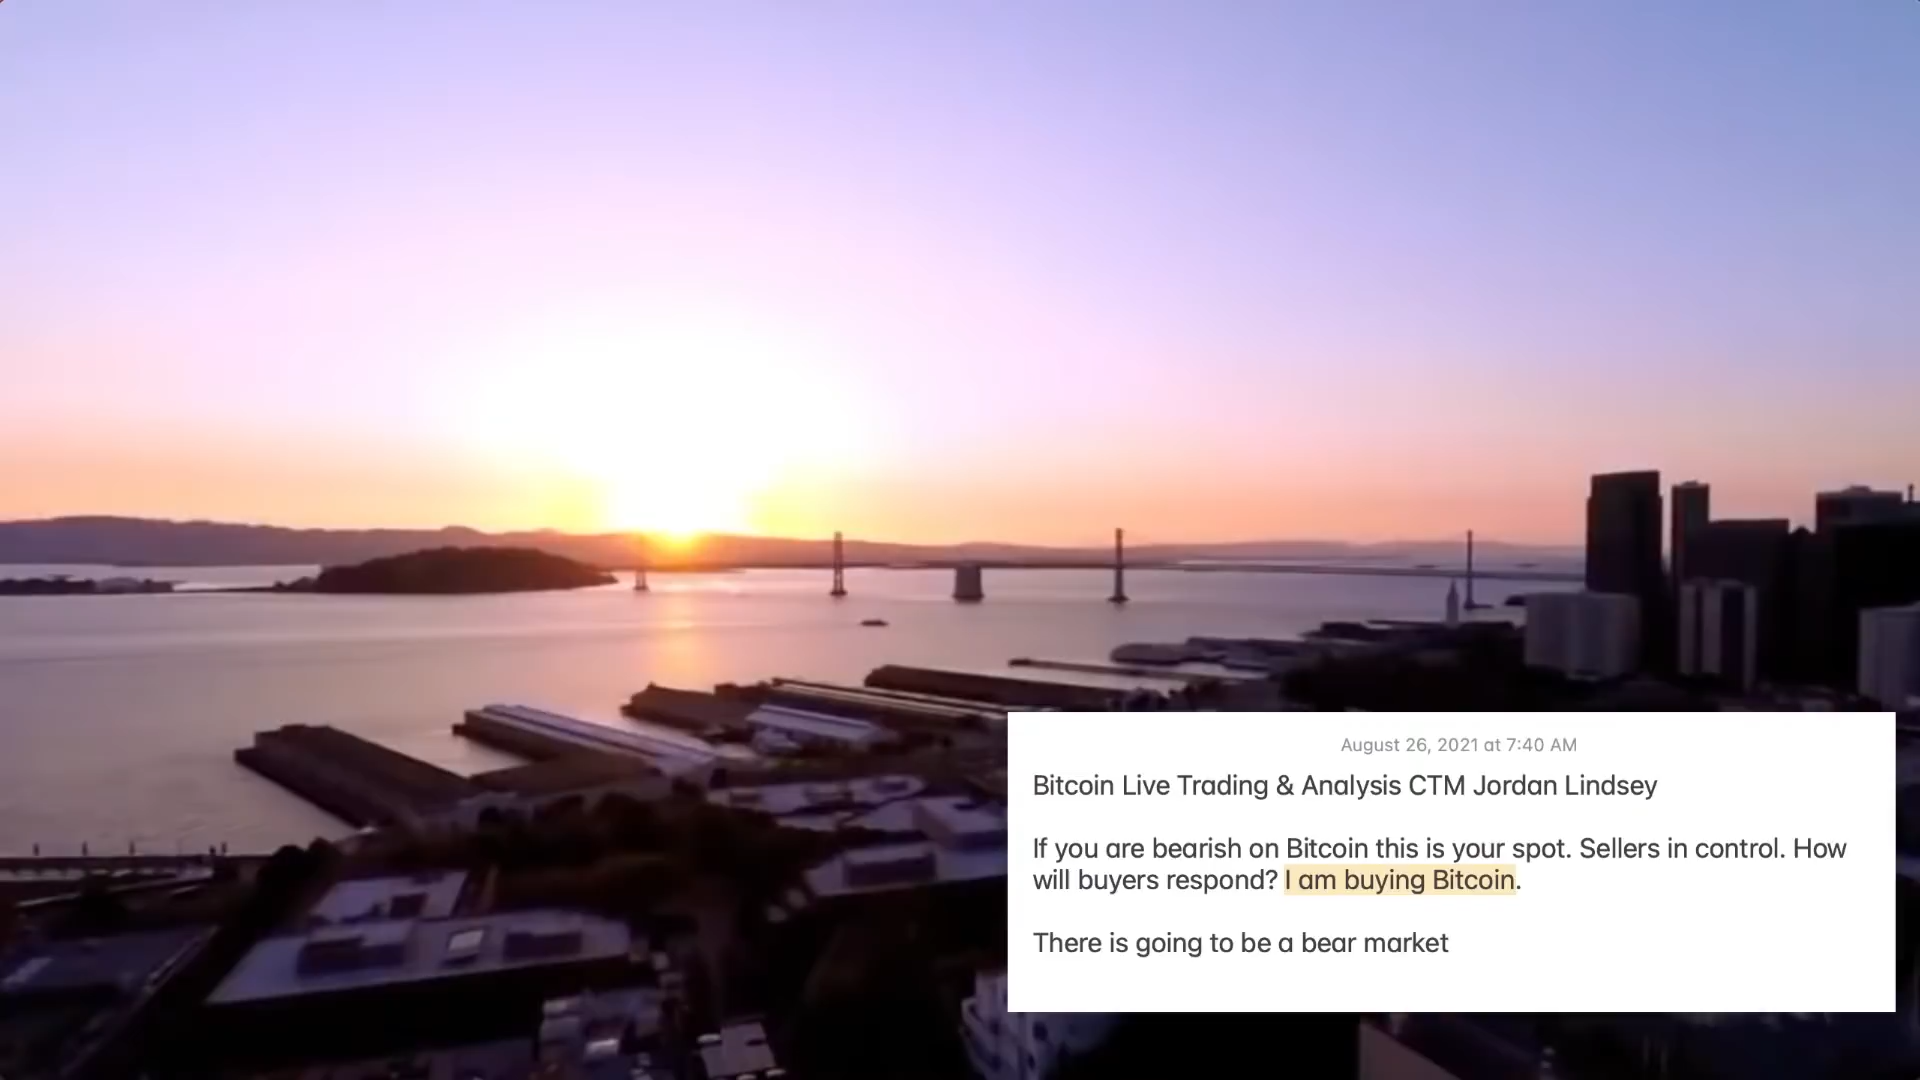 August 26, 2021 at 7:40 AM
Bitcoin Live Trading & Analysis CTM Jordan Lindsey
If you are bearish on Bitcoin this is your spot. Sellers in control. How
will buyers respond? I am buying Bitcoin.
There is going to be a bear market